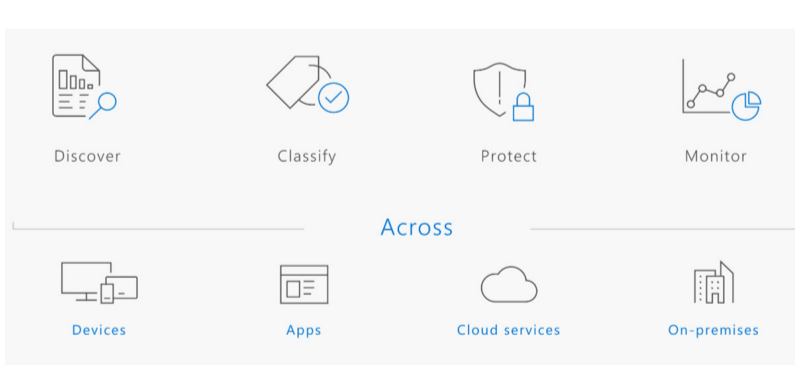 Discover Classify Protect Monitor
Across
Devices Apps Cloud services On-premises